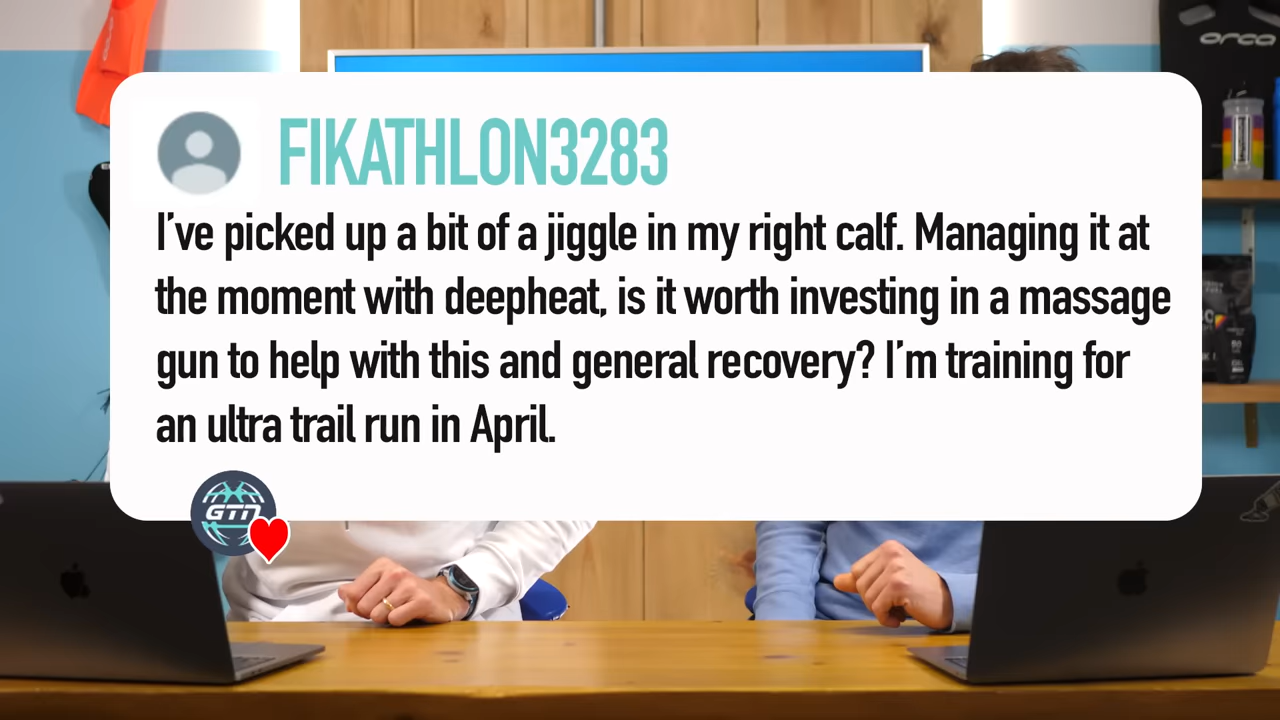 orca
FIKATHLON3283
I've picked up a bit of a jiggle in my right calf. Managing it at
the moment with deepheat, is it worth investing in a massage
gun to help with this and general recovery? I'm training for
an ultra trail run in April.
GTN